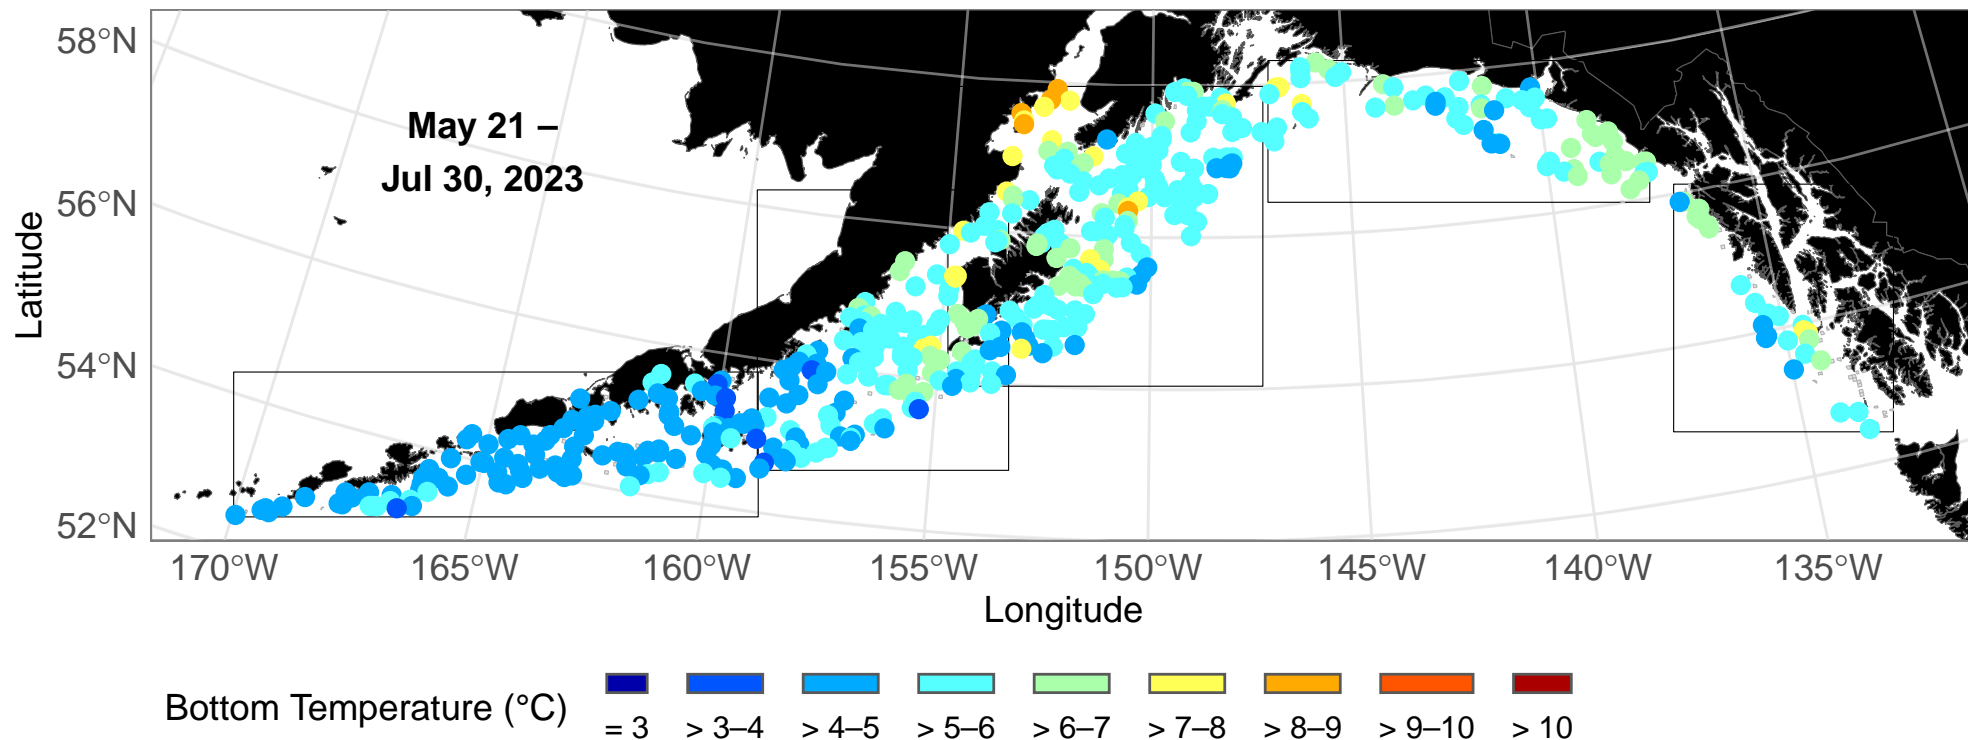 58°N
56°N
54°N
52°N
Latitude
May 21 –
Jul 30, 2023
170°W 165°W 160°W 155°W 150°W 145°W 140°W 135°W
Longitude
Bottom Temperature (°C)
= 3 > 3–4 > 4–5 > 5–6 > 6–7 > 7–8 > 8–9 > 9–10 > 10